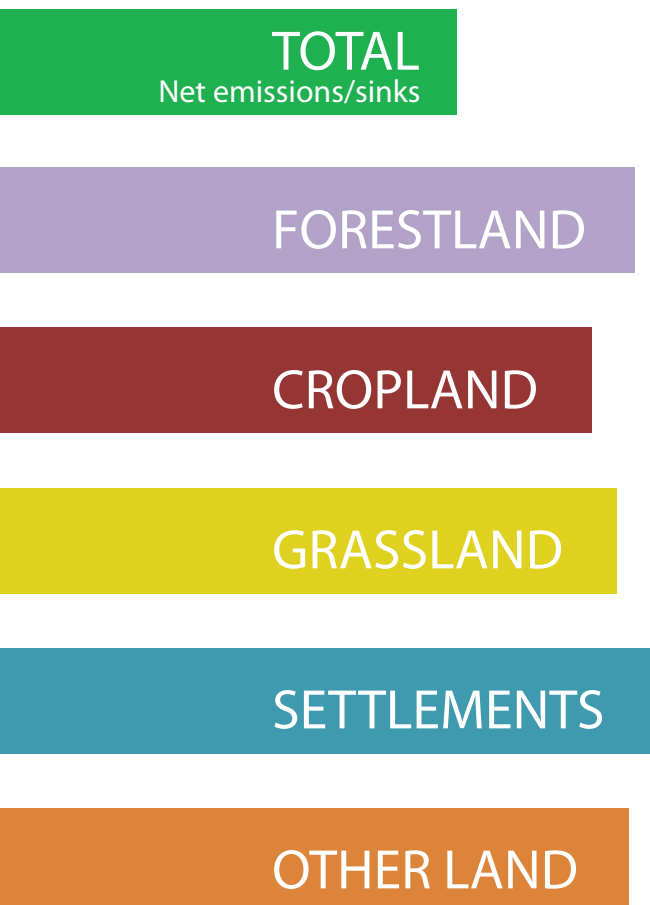 TOTAL
Net emissions/sinks
FORESTLAND
CROPLAND
GRASSLAND
SETTLEMENTS
OTHER LAND